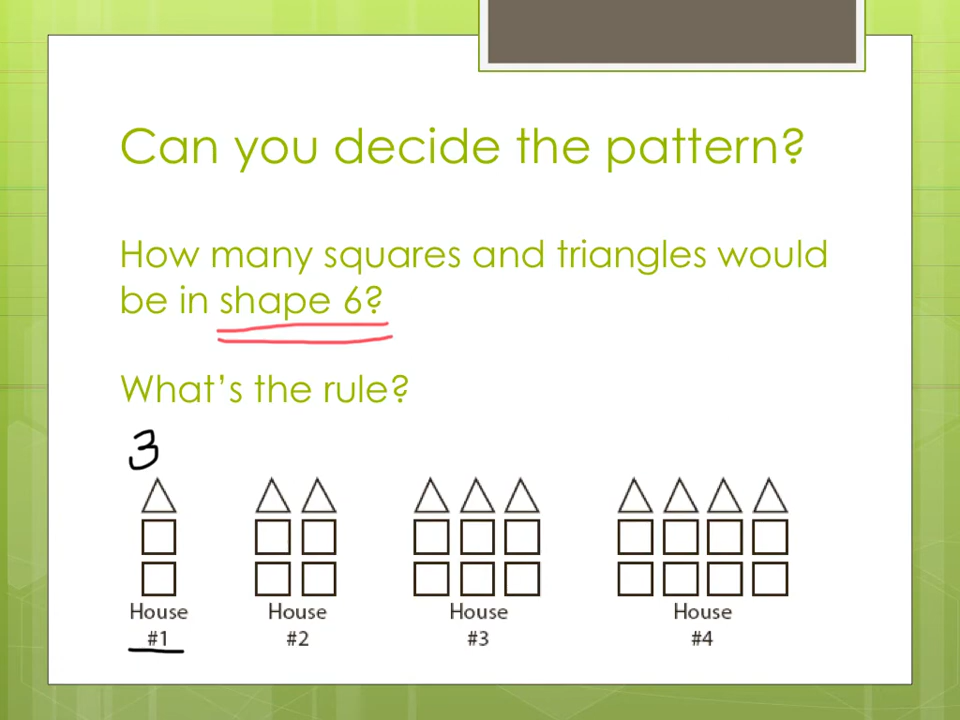 Can you decide the pattern?
How many squares and triangles would
be in shape 6?
What's the rule?
3
House House House House
#1 #2 #3 #4